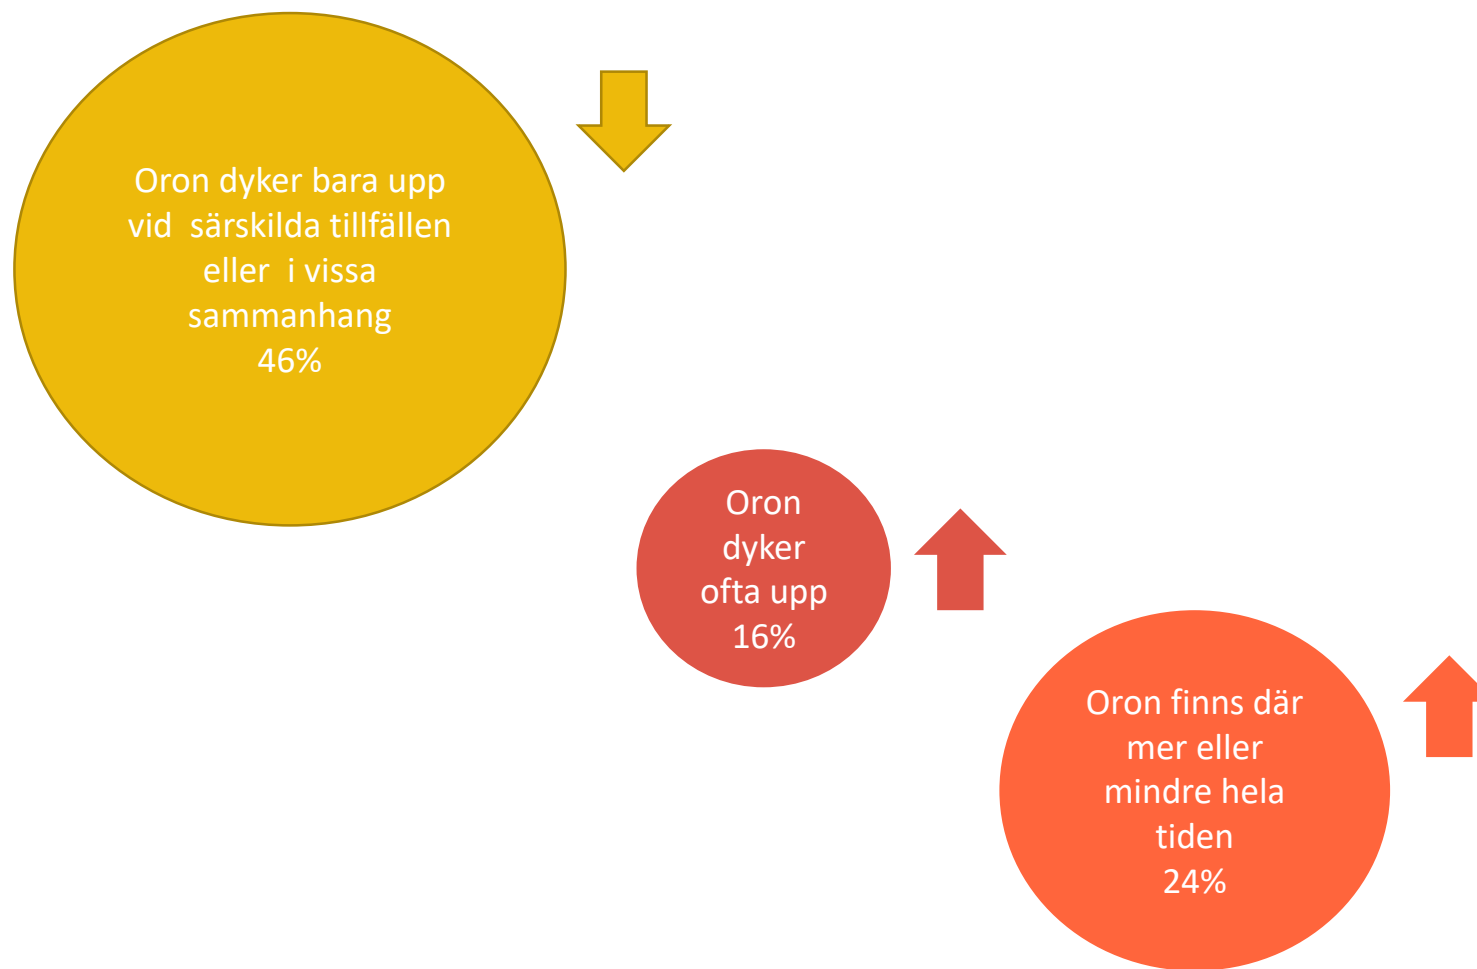 Oron dyker bara upp
vid  särskilda tillfällen
eller  i vissa
sammanhang
46%
Oron
dyker
ofta upp
16%
Oron finns där
mer eller
mindre hela
tiden
24%